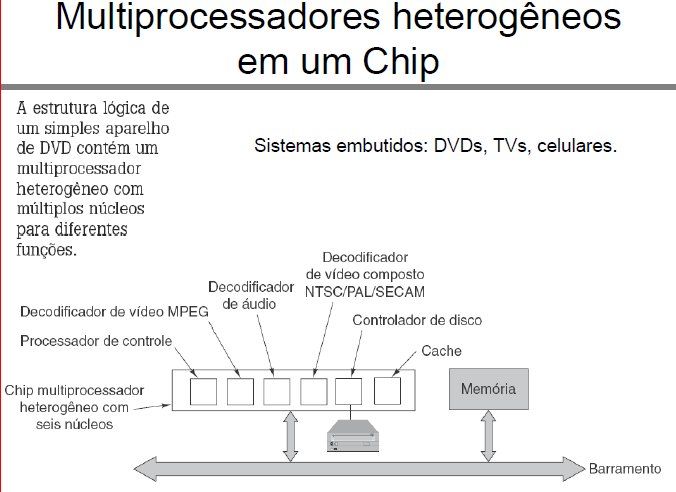 Multiprocessadores heterogêneos
em um Chip
A estrutura lógica de
um simples aparelho
de DVD contém um
multiprocessador
heterogêneo com
múltiplos núcleos
para diferentes
funções.
Sistemas embutidos: DVDs, TVs, celulares.
Decodificador
de vídeo composto
NTSC/PAL/SECAM
Decodificador
de áudio
Decodificador de vídeo MPEG
Controlador de disco
Processador de controle
Cache
Chip multiprocessador
heterogêneo com
seis núcleos
Memória
Barramento